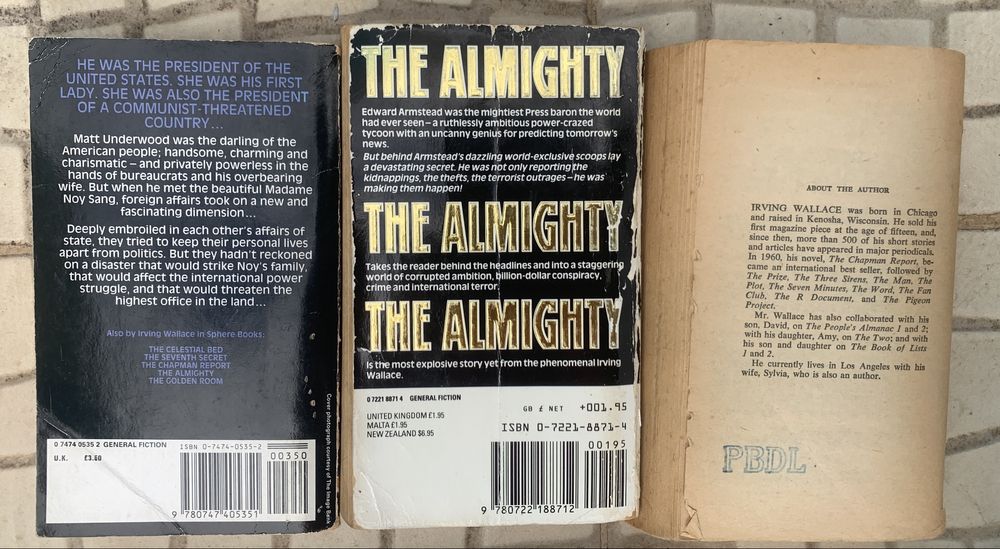 HE WAS THE PRESIDENT OF THE
UNITED STATES. SHE WAS HIS FIRST
LADY. SHE WAS ALSO THE PRESIDENT
OF A COMMUNIST-THREATENED
COUNTRY...
Matt Underwood was the darling of the
American people; handsome, charming and
charismatic – and privately powerless in the
hands of bureaucrats and his overbearing
wife. But when he met the beautiful Madame
Noy Sang, foreign affairs took on a new and
fascinating dimension...
Deeply embroiled in each other's affairs of
state, they tried to keep their personal lives
apart from politics. But they hadn't reckoned
on a disaster that would strike Noy's family,
that would affect the international power
struggle, and that would threaten the
highest office in the land...
Also by Irving Wallace in Sphere Books:
THE CELESTIAL BED
THE SEVENTH SECRET
THE CHAPMAN REPORT
THE ALMIGHTY
THE GOLDEN ROOM
Cover photograph courtesy of The Image Bank
0 7474 0535 2 GENERAL FICTION
ISBN 0-7474-0535-2
U.K. £3.50
00350
9 780747 405351
THE ALMIGHTY
Edward Armstead was the mightiest Press baron the world
had ever seen – a ruthlessly ambitious power-crazed
tycoon with an uncanny genius for predicting tomorrow's
news.
But behind Armstead's dazzling world-exclusive scoops lay
a devastating secret. He was not only reporting the
kidnappings, the thefts, the terrorist outrages – he was
making them happen!
THE ALMIGHTY
Takes the reader behind the headlines and into a staggering
world of corrupted ambition, billion-dollar conspiracy,
crime and international terror.
THE ALMIGHTY
Is the most explosive story yet from the phenomenal Irving
Wallace.
0 7221 8871 4 GENERAL FICTION
UNITED KINGDOM £1.95
MALTA £1.95
NEW ZEALAND $6.95
GB £ NET +001.95
ISBN 0-7221-8871-4
00195
9 780722 188712
ABOUT THE AUTHOR
IRVING WALLACE was born in Chicago
and raised in Kenosha, Wisconsin. He sold his
first magazine piece at the age of fifteen, and,
since then, more than 500 of his short stories
and articles have appeared in major periodicals.
In 1960, his novel, The Chapman Report, be-
came an international best seller, followed by
The Prize, The Three Sirens, The Man, The
Plot, The Seven Minutes, The Word, The Fan
Club, The R Document, and The Pigeon
Project.
Mr. Wallace has also collaborated with his
son, David, on The People's Almanac 1 and 2;
with his daughter, Amy, on The Two; and with
his son and daughter on The Book of Lists
1 and 2.
He currently lives in Los Angeles with his
wife, Sylvia, who is also an author.
PBDL